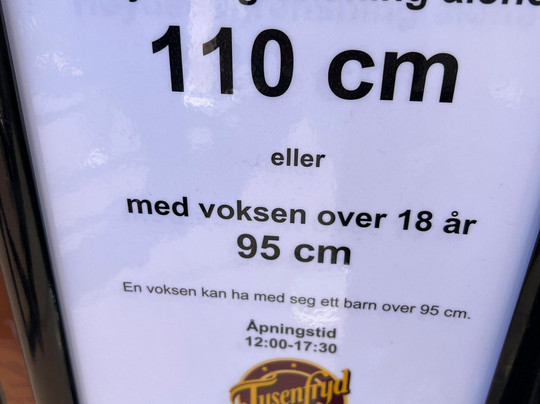 110 cm
eller
med voksen over 18 år
95 cm
En voksen kan ha med seg ett barn over 95 cm.
Åpningstid
12:00-17:30
Tusenfryd